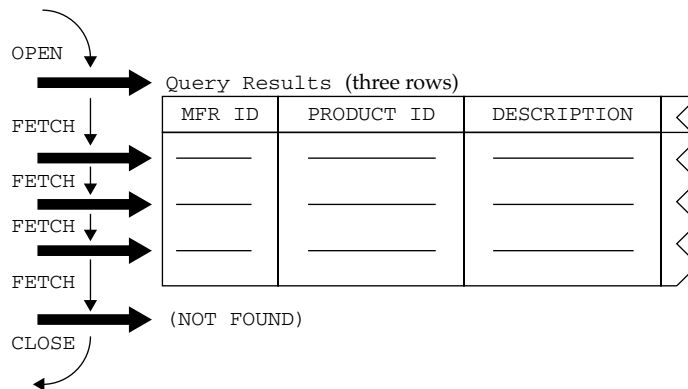 OPEN
Query Results (three rows)
MFR ID PRODUCT ID DESCRIPTION
FETCH
FETCH
FETCH
FETCH
(NOT FOUND)
CLOSE